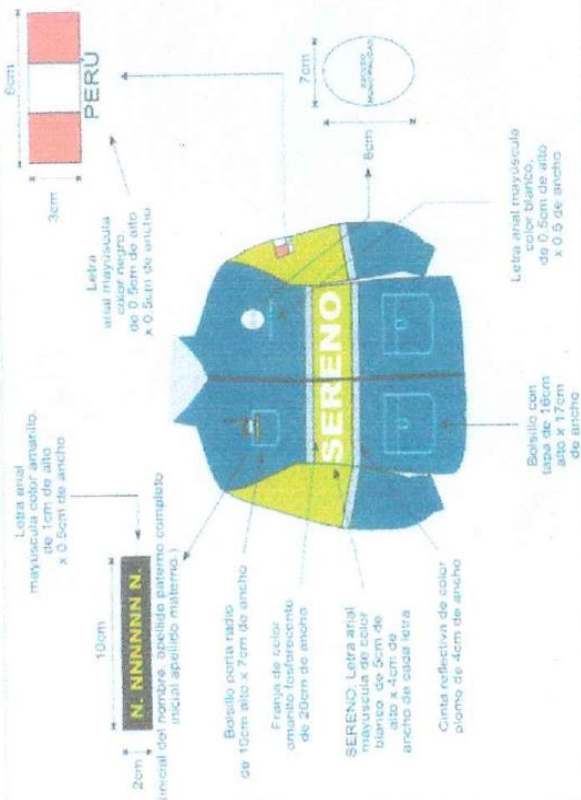 6cm
3cm
PERÚ
Letra
arial mayúscula
color negro
de 0.5cm de alto
x 0.5cm de ancho
7cm
8cm
ESCUDO
MUNICIPALIDAD
Letra arial mayúscula
color blanco,
de 0.5cm de alto
x 0.5 de ancho
Letra arial
mayúscula color amarillo,
de 1cm de alto
x 0.5cm de ancho
10cm
2cm
N. NNNNNNN N.
(inicial del nombre, apellido paterno completo
inicial apellido materno.)
SERENO
Bolsillo porta radio
de 10cm alto x 7cm de ancho
Franja de color
amarillo fosforecente
de 20cm de ancho
SERENO: Letra arial
mayúscula de color
blanco de 5cm de
alto x 4cm de
ancho de cada letra
Cinta reflectiva de color
plomo de 4cm de ancho
Bolsillo con
tapa de 16cm
alto x 17cm
de ancho